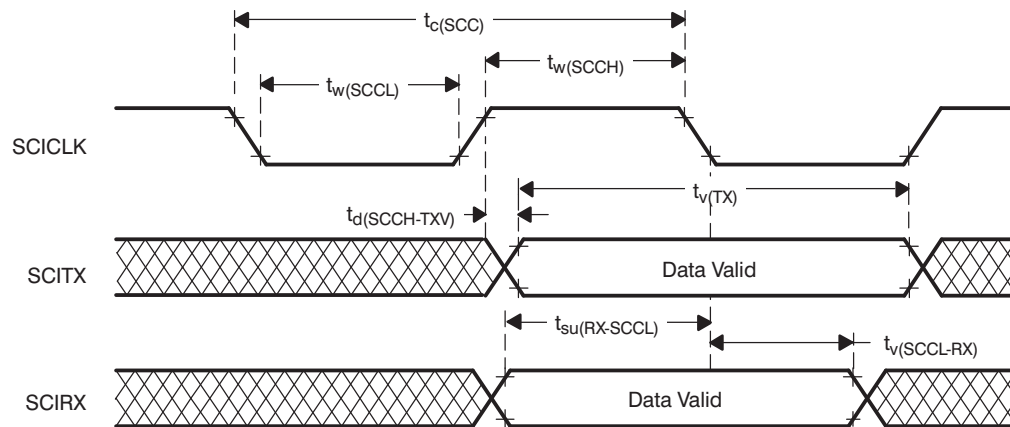 tc(SCC)
tw(SCCH)
tw(SCCL)
SCICLK
tv(TX)
td(SCCH-TXV)
SCITX
Data Valid
tsu(RX-SCCL)
tv(SCCL-RX)
SCIRX
Data Valid